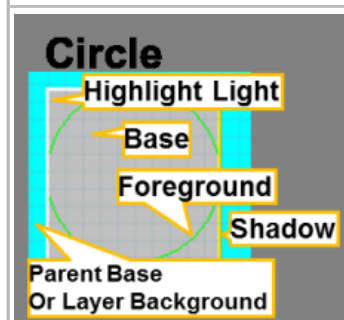 Circle
Highlight Light
Base
Foreground
Shadow
Parent Base
Or Layer Background